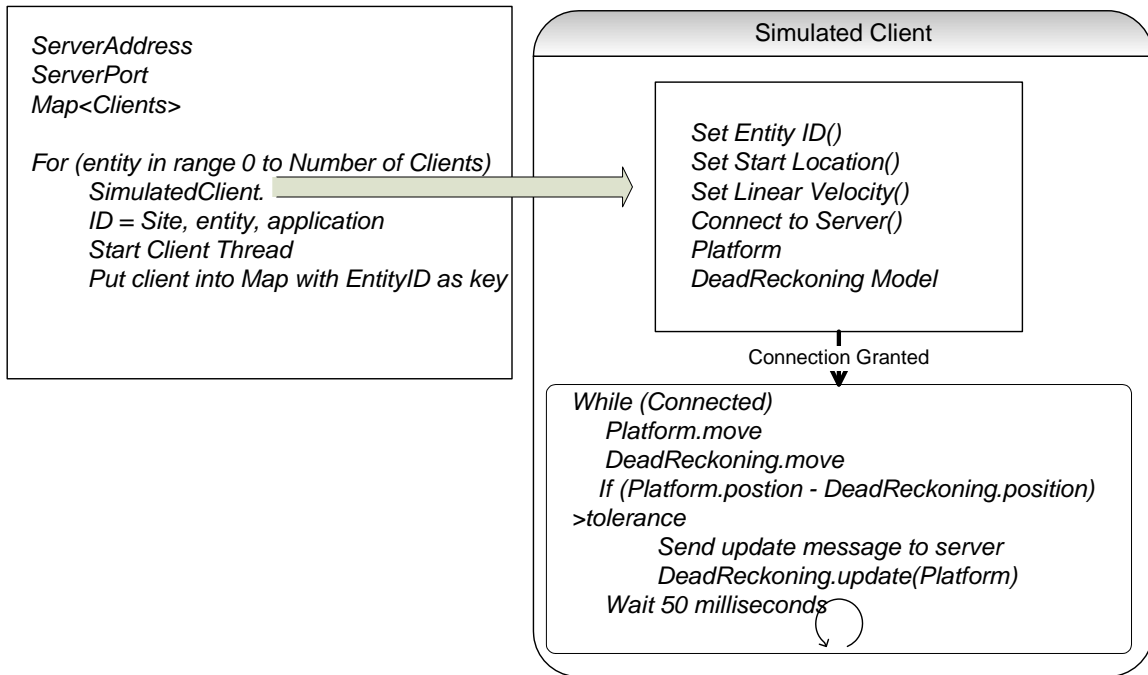 ServerAddress
ServerPort
Map<Clients>
For (entity in range 0 to Number of Clients)
SimulatedClient.
ID = Site, entity, application
Start Client Thread
Put client into Map with EntityID as key
Simulated Client
Set Entity ID()
Set Start Location()
Set Linear Velocity()
Connect to Server()
Platform
DeadReckoning Model
Connection Granted
While (Connected)
Platform.move
DeadReckoning.move
If (Platform.postion - DeadReckoning.position)
>tolerance
Send update message to server
DeadReckoning.update(Platform)
Wait 50 milliseconds